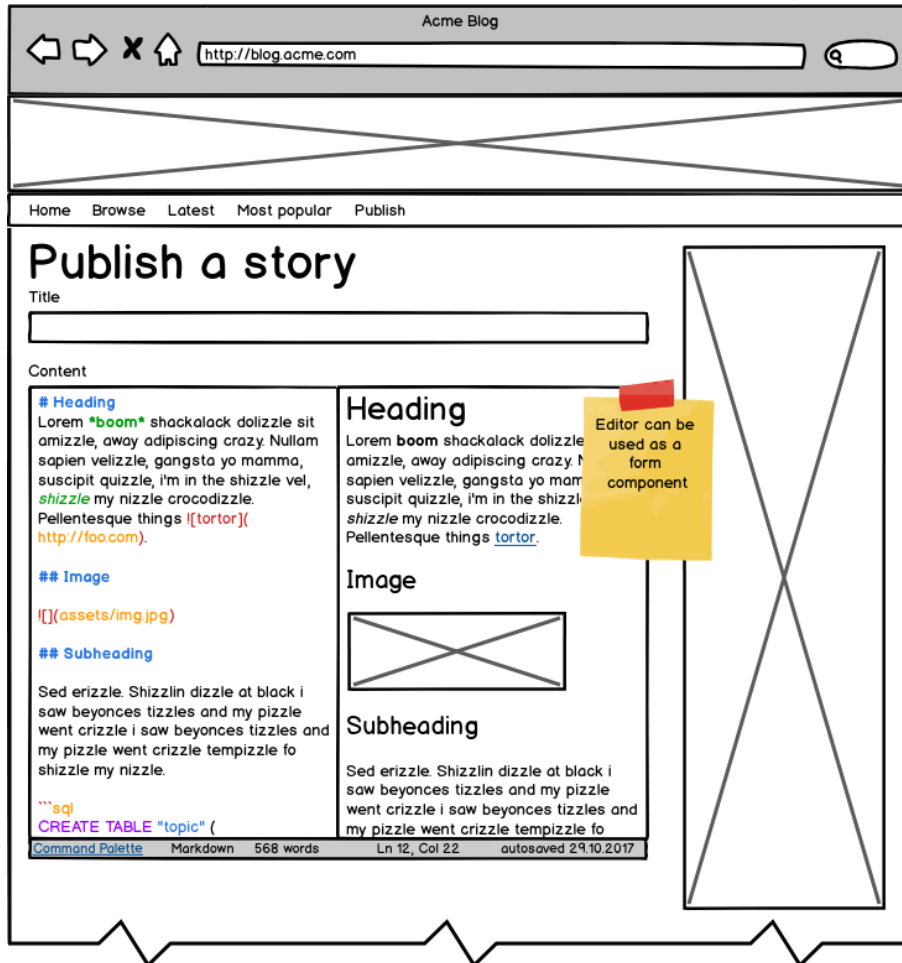 Acme Blog
http://blog.acme.com
Home Browse Latest Most popular Publish
Publish a story
Title
Content
# Heading
Lorem *boom* shackalack dolizzle sit
amizzle, away adipiscing crazy. Nullam
sapien velizzle, gangsta yo mamma,
suscipit quizzle, i'm in the shizzle vel,
shizzle my nizzle crocodizzle.
Pellentesque things ![tortor](
http://foo.com).
## Image
![](assets/img.jpg)
## Subheading
Sed erizzle. Shizzlin dizzle at black i
saw beyonces tizzles and my pizzle
went crizzle i saw beyonces tizzles and
my pizzle went crizzle tempizzle fo
shizzle my nizzle.
```sql
CREATE TABLE "topic" (
Heading
Lorem boom shackalack dolizzle
amizzle, away adipiscing crazy.
sapien velizzle, gangsta yo
suscipit quizzle, i'm in the
shizzle my nizzle crocodizzle.
Pellentesque things tortor.
Image
Subheading
Sed erizzle. Shizzlin dizzle at black i
saw beyonces tizzles and my pizzle
went crizzle i saw beyonces tizzles and
my pizzle went crizzle tempizzle fo
Editor can be
used as a
form
component
Command Palette Markdown 568 words Ln 12, Col 22 autosaved 29.10.2017